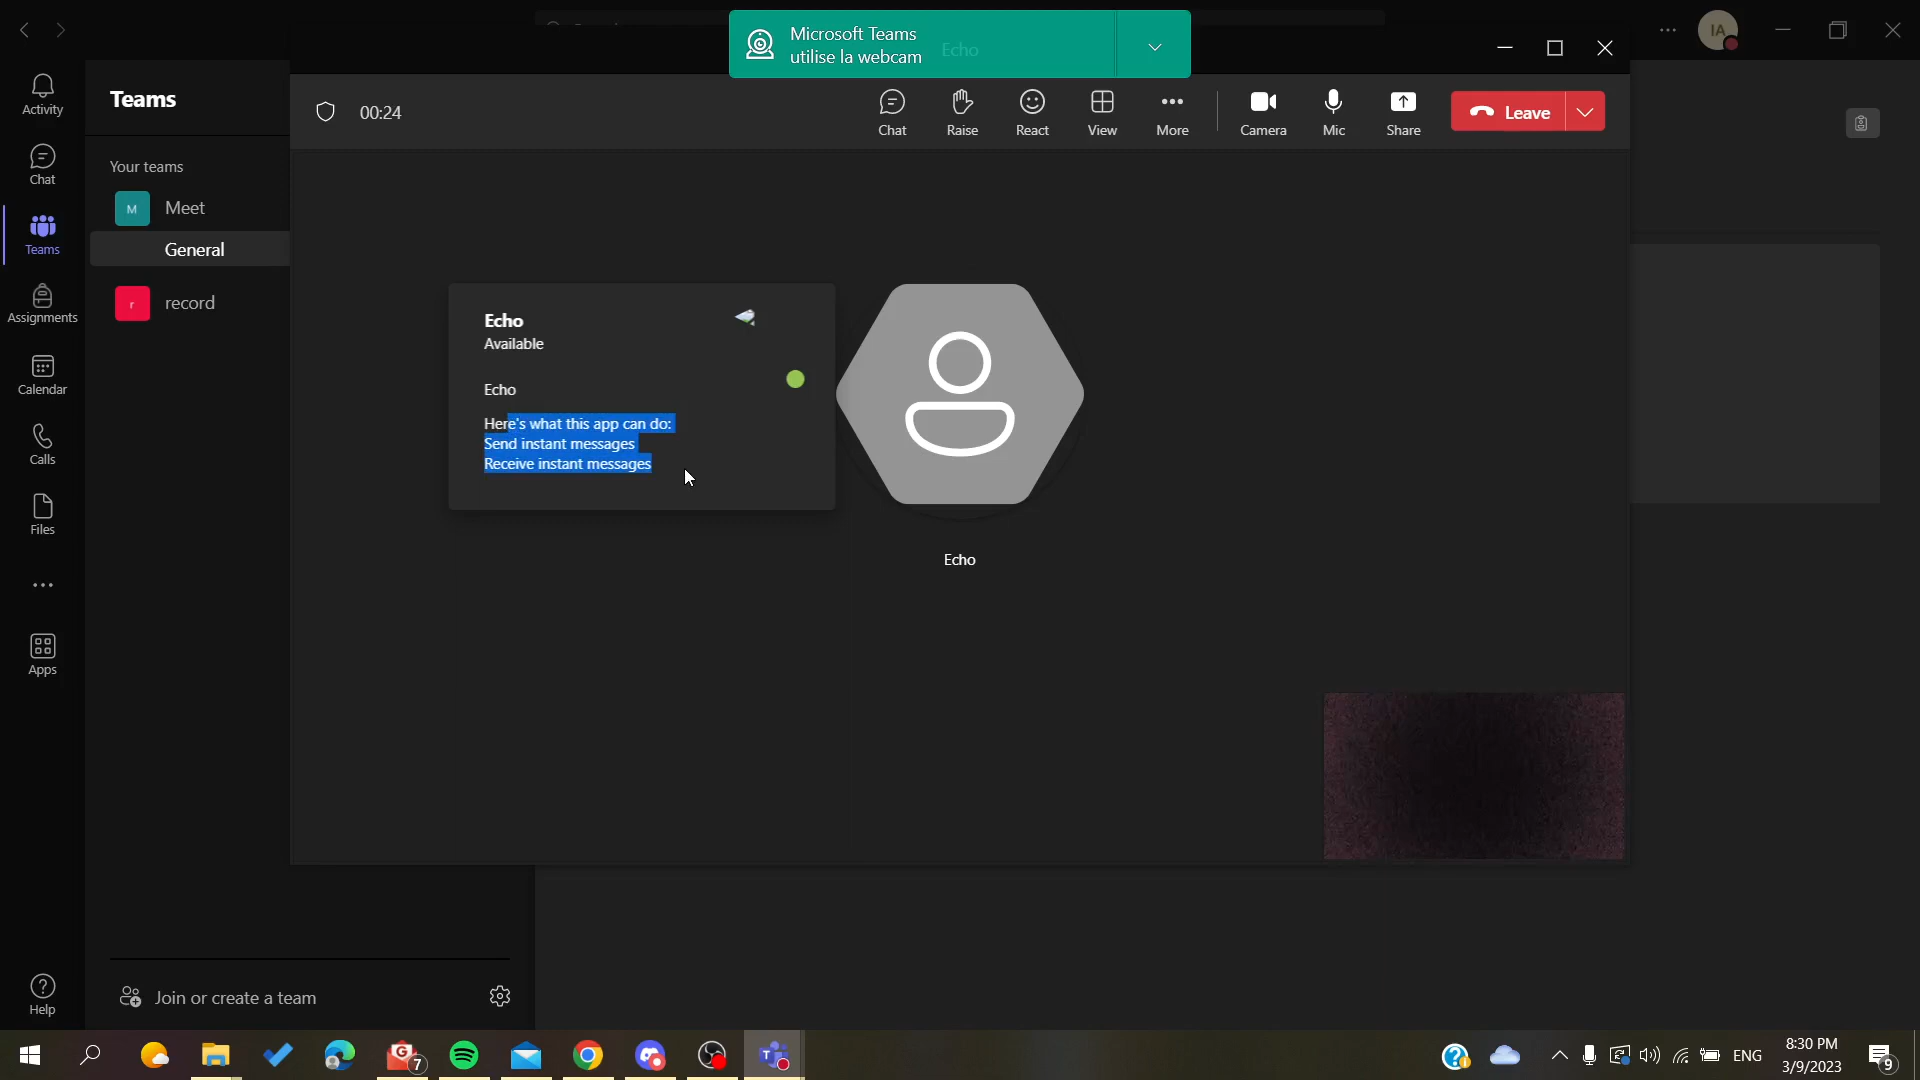 Microsoft Teams
utilise la webcam
Echo
IA
Activity
Chat
Teams
Assignments
Calendar
Calls
Files
Apps
Help
Teams
Your teams
M Meet
General
r record
Join or create a team
00:24
Chat
Raise
React
View
More
Camera
Mic
Share
Leave
Echo
Available
Echo
Here's what this app can do:
Send instant messages
Receive instant messages
Echo
7
ENG
8:30 PM
3/9/2023
9